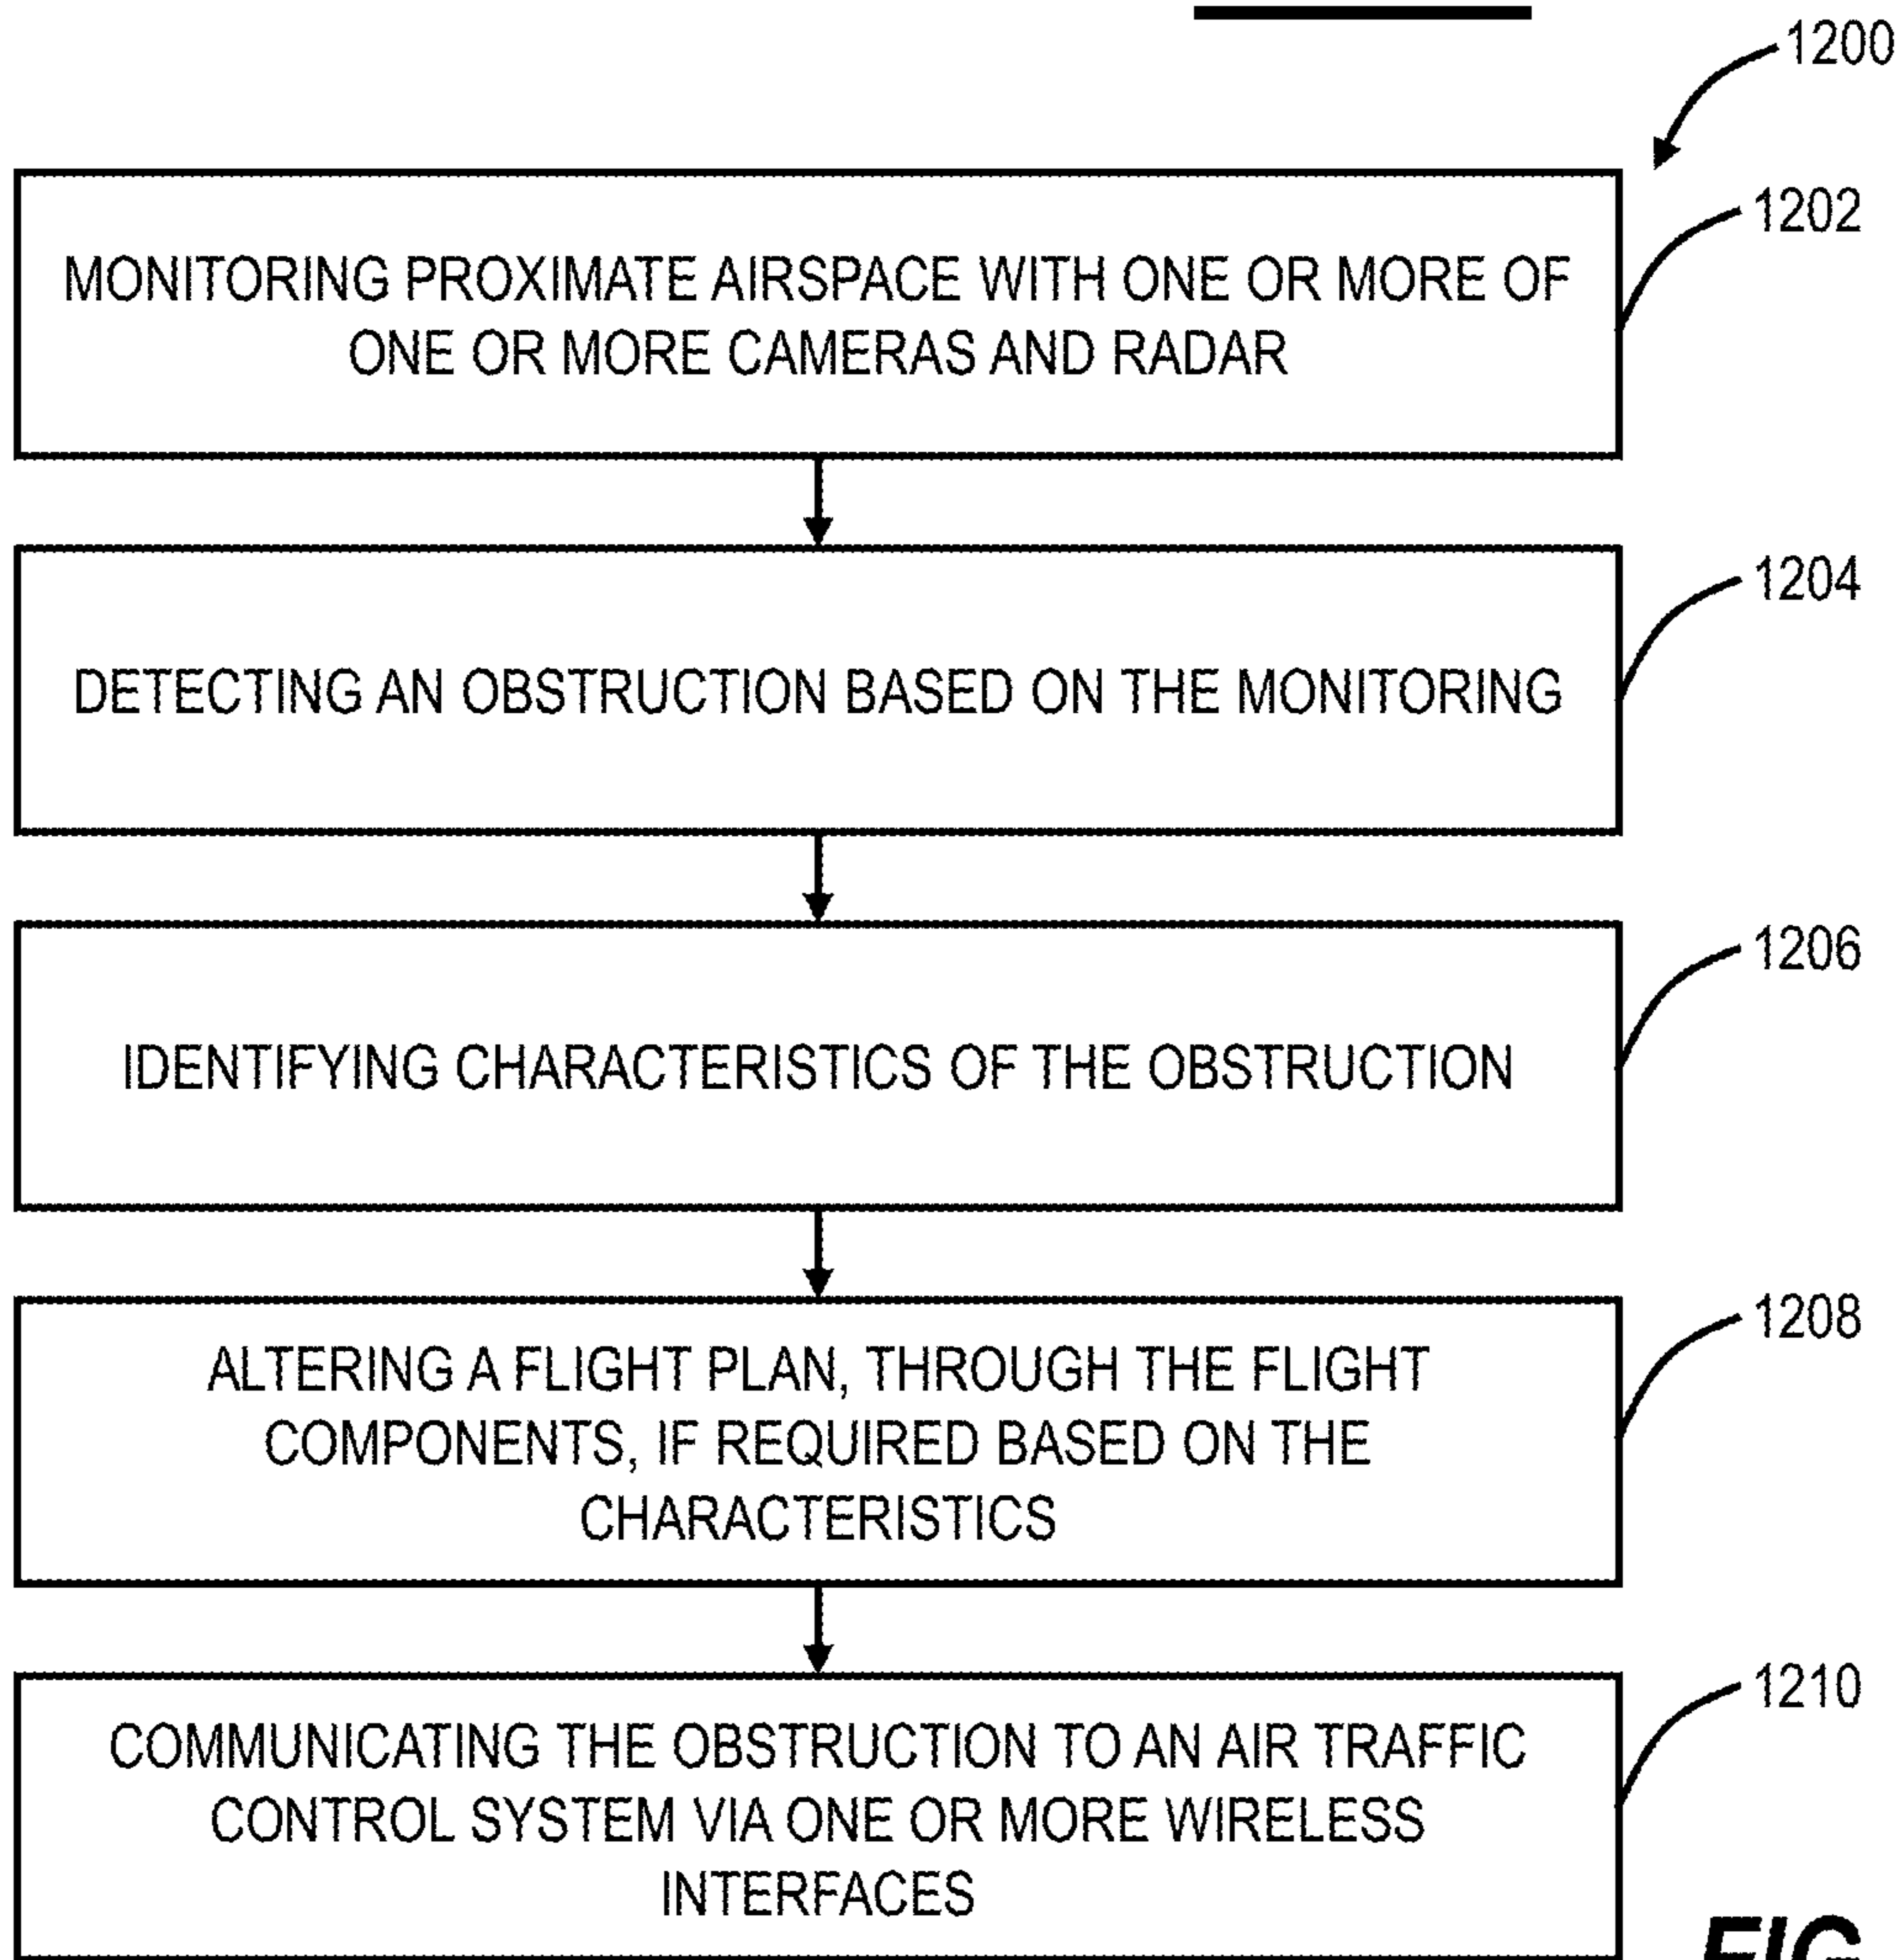 1200
1202
MONITORING PROXIMATE AIRSPACE WITH ONE OR MORE OF
ONE OR MORE CAMERAS AND RADAR
1204
DETECTING AN OBSTRUCTION BASED ON THE MONITORING
1206
IDENTIFYING CHARACTERISTICS OF THE OBSTRUCTION
1208
ALTERING A FLIGHT PLAN, THROUGH THE FLIGHT
COMPONENTS, IF REQUIRED BASED ON THE
CHARACTERISTICS
1210
COMMUNICATING THE OBSTRUCTION TO AN AIR TRAFFIC
CONTROL SYSTEM VIA ONE OR MORE WIRELESS
INTERFACES
FIG